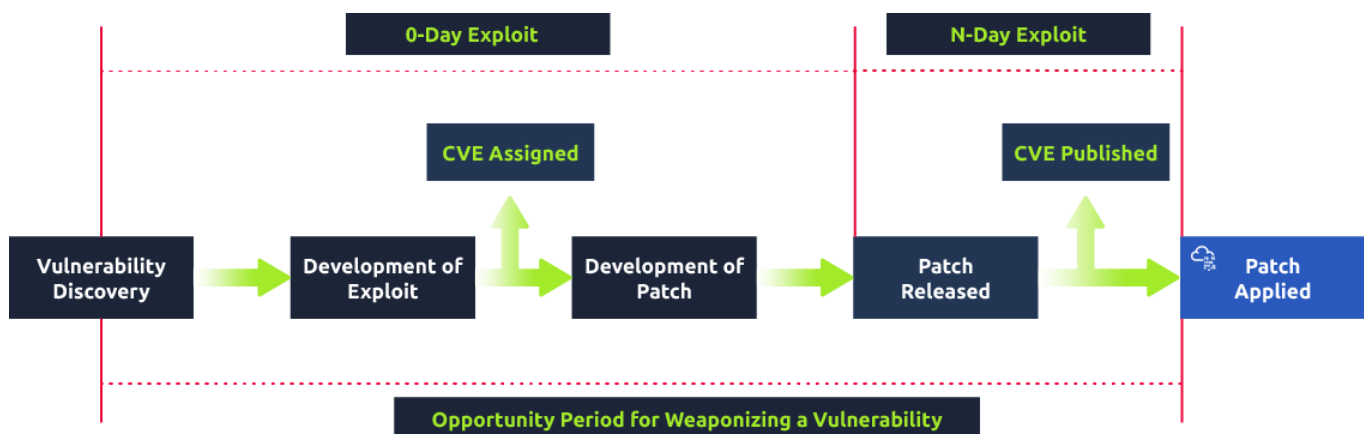 0-Day Exploit
N-Day Exploit
CVE Assigned
CVE Published
Vulnerability
Discovery
Development of
Exploit
Development of
Patch
Patch
Released
Patch
Applied
Opportunity Period for Weaponizing a Vulnerability